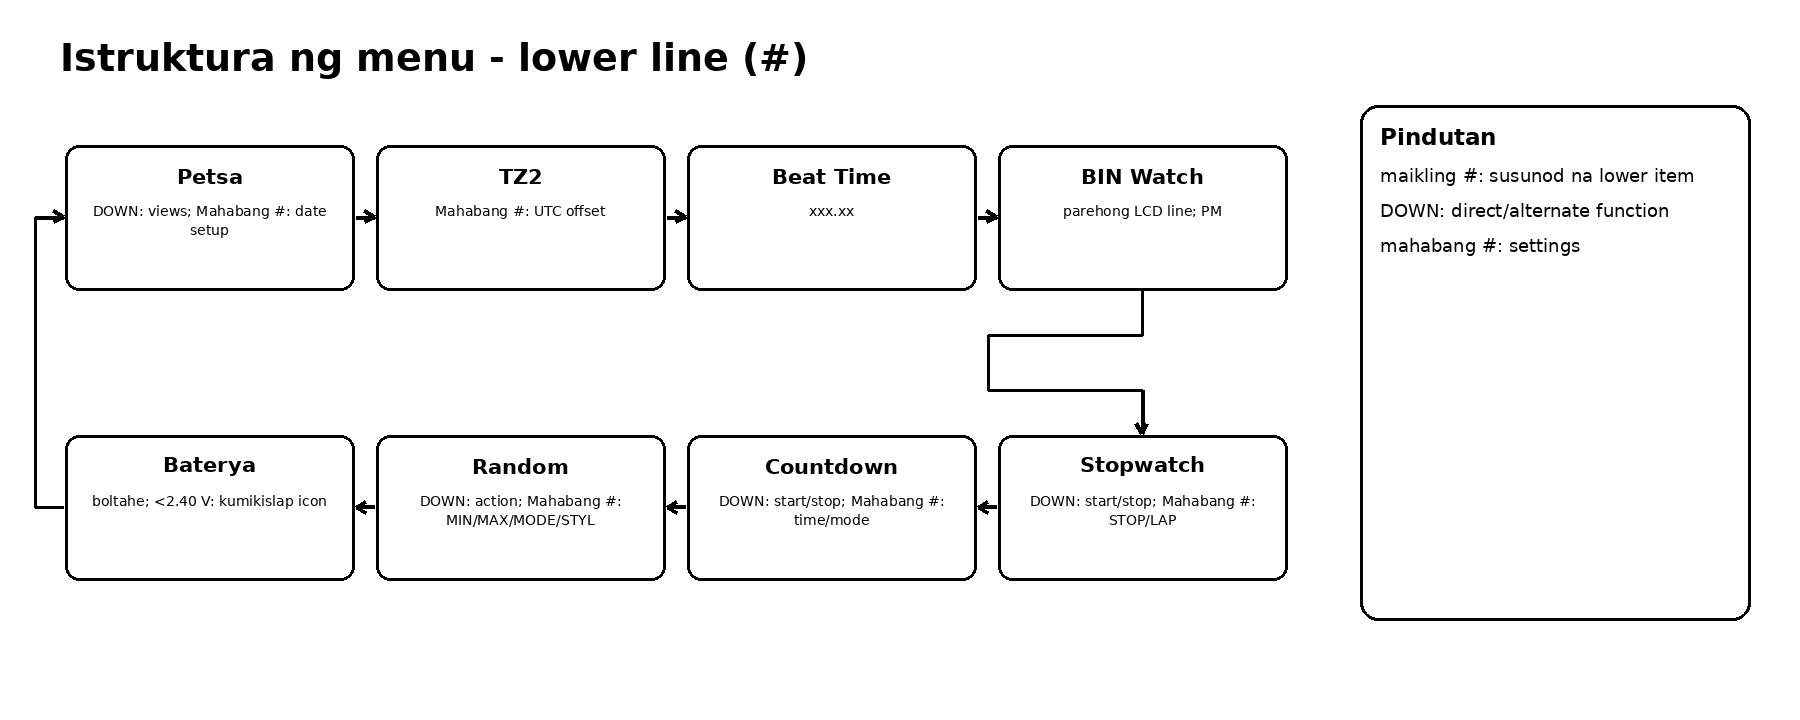 Istruktura ng menu - lower line (#)
Petsa
DOWN: views; Mahabang #: date
setup
TZ2
Mahabang #: UTC offset
Beat Time
xxx.xx
BIN Watch
parehong LCD line; PM
Baterya
boltahe; <2.40 V: kumikislap icon
Random
DOWN: action; Mahabang #:
MIN/MAX/MODE/STYL
Countdown
DOWN: start/stop; Mahabang #:
time/mode
Stopwatch
DOWN: start/stop; Mahabang #:
STOP/LAP
Pindutan
maikling #: susunod na lower item
DOWN: direct/alternate function
mahabang #: settings